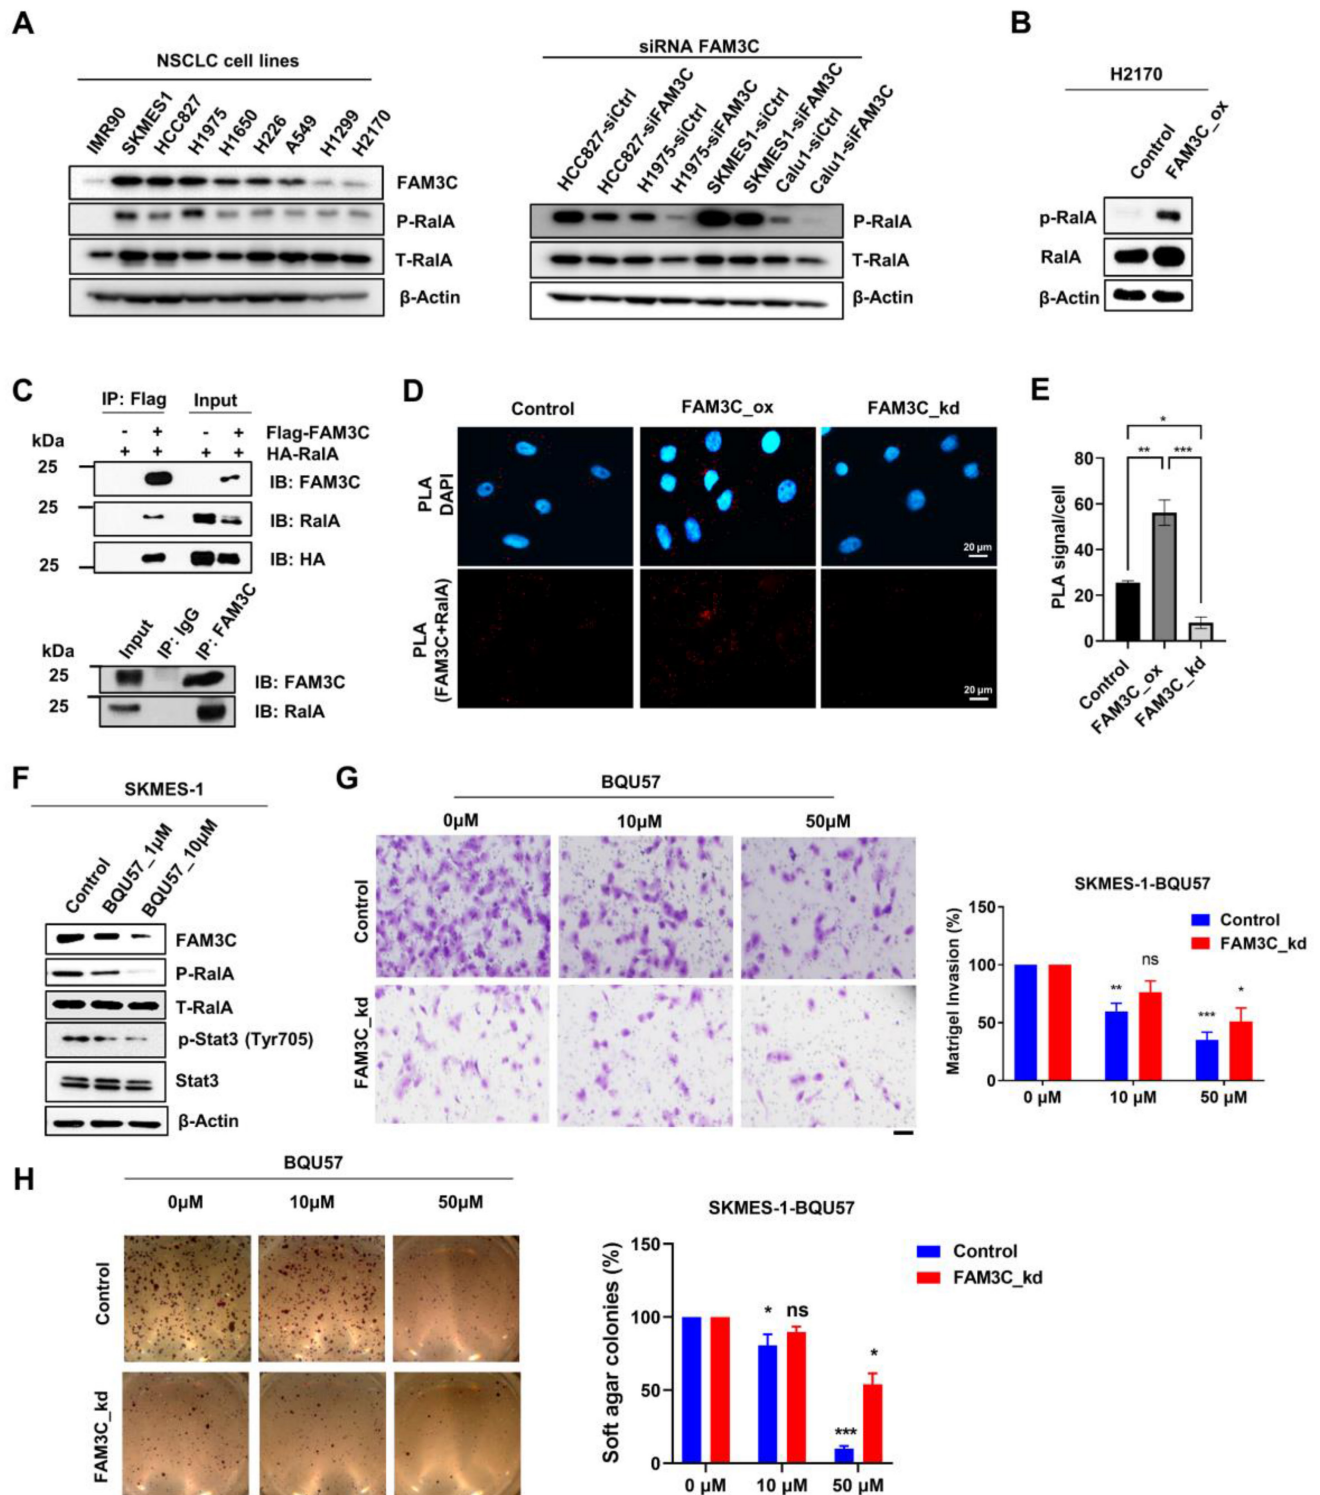 A
NSCLC cell lines
IMR90
SKMES1
HCC827
H1975
H1650
H226
A549
H1299
H2170
FAM3C
P-RalA
T-RalA
β-Actin
siRNA FAM3C
HCC827-siCtrl
HCC827-siFAM3C
H1975-siCtrl
H1975-siFAM3C
SKMES1-siCtrl
SKMES1-siFAM3C
Calu1-siCtrl
Calu1-siFAM3C
P-RalA
T-RalA
β-Actin
B
H2170
Control
FAM3C_ox
p-RalA
RalA
β-Actin
C
IP: Flag Input
- + - + Flag-FAM3C
+ + + + HA-RalA
kDa
25
IB: FAM3C
IB: RalA
25
IB: HA
Input
IP: IgG
IP: FAM3C
kDa
25
IB: FAM3C
25
IB: RalA
D
Control FAM3C_ox FAM3C_kd
PLA
DAPI
20 µm
PLA
(FAM3C+RalA)
20 µm
E
PLA signal/cell
80
60
40
20
0
*
** ***
Control
FAM3C_ox
FAM3C_kd
F
SKMES-1
Control
BQU57_1µM
BQU57_10µM
FAM3C
P-RalA
T-RalA
p-Stat3 (Tyr705)
Stat3
β-Actin
G
BQU57
0µM 10µM 50µM
Control
FAM3C_kd
SKMES-1-BQU57
Matrigel Invasion (%)
150
100
50
0
Control
FAM3C_kd
** ns
*** *
0 µM 10 µM 50 µM
H
BQU57
0µM 10µM 50µM
Control
FAM3C_kd
SKMES-1-BQU57
Soft agar colonies (%)
150
100
50
0
Control
FAM3C_kd
* ns
*** *
0 µM 10 µM 50 µM